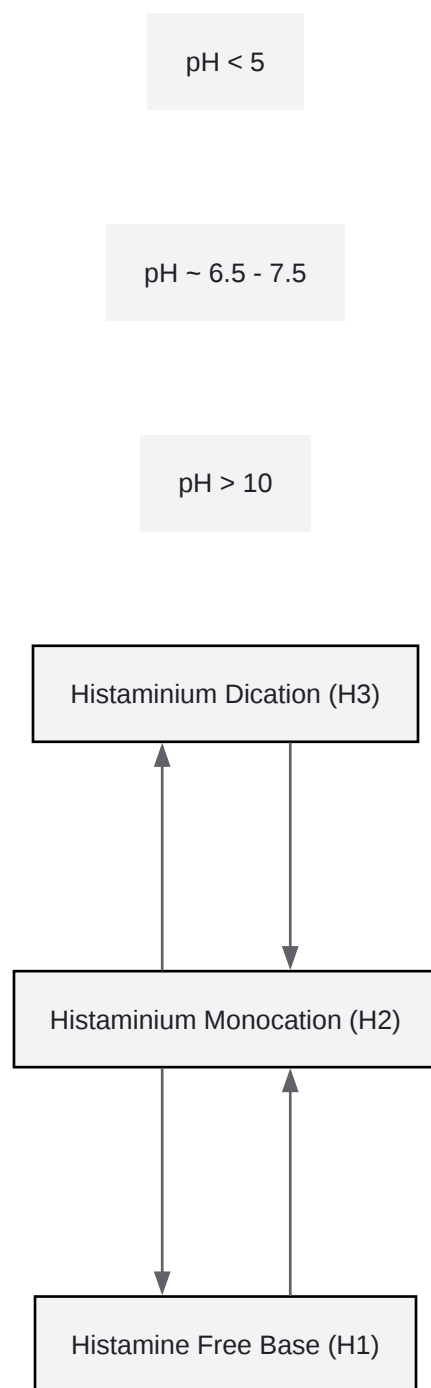 pH < 5
pH ~ 6.5 - 7.5
pH > 10
Histaminium Dication (H3)
Histaminium Monocation (H2)
Histamine Free Base (H1)